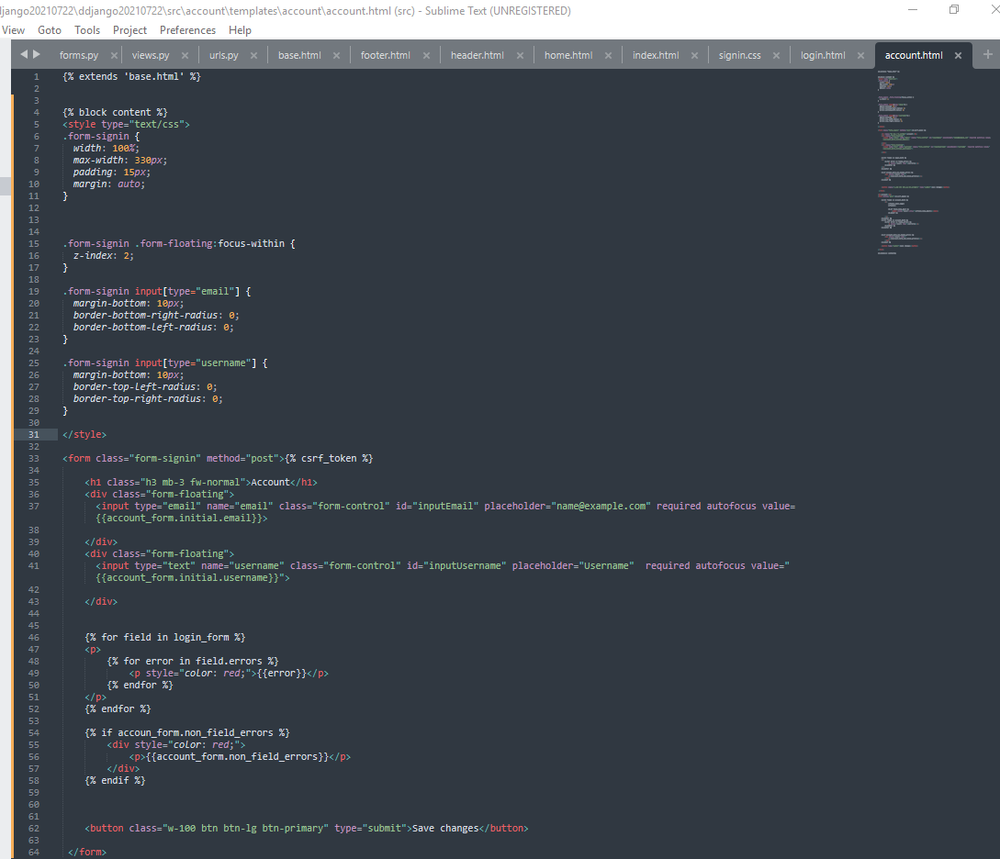 django20210722\ddjango20210722\src\account\templates\account\account.html (src) - Sublime Text (UNREGISTERED)
View Goto Tools Project Preferences Help
forms.py × views.py × urls.py × base.html × footer.html × header.html × home.html × index.html × signin.css × login.html × account.html × +
1 {% extends 'base.html' %}
2
3
4 {% block content %}
5 <style type="text/css">
6 .form-signin {
7   width: 100%;
8   max-width: 330px;
9   padding: 15px;
10   margin: auto;
11 }
12
13
14
15 .form-signin .form-floating:focus-within {
16   z-index: 2;
17 }
18
19 .form-signin input[type="email"] {
20   margin-bottom: 10px;
21   border-bottom-right-radius: 0;
22   border-bottom-left-radius: 0;
23 }
24
25 .form-signin input[type="username"] {
26   margin-bottom: 10px;
27   border-top-left-radius: 0;
28   border-top-right-radius: 0;
29 }
30
31 </style>
32
33 <form class="form-signin" method="post">{% csrf_token %}
34
35     <h1 class="h3 mb-3 fw-normal">Account</h1>
36     <div class="form-floating">
37       <input type="email" name="email" class="form-control" id="inputEmail" placeholder="name@example.com" required autofocus value=
{{account_form.initial.email}}>
38
39     </div>
40     <div class="form-floating">
41       <input type="text" name="username" class="form-control" id="inputUsername" placeholder="Username"  required autofocus value="
{{account_form.initial.username}}">
42
43     </div>
44
45
46     {% for field in login_form %}
47     <p>
48         {% for error in field.errors %}
49             <p style="color: red;">{{error}}</p>
50         {% endfor %}
51     </p>
52     {% endfor %}
53
54     {% if accoun_form.non_field_errors %}
55         <div style="color: red;">
56             <p>{{account_form.non_field_errors}}</p>
57         </div>
58     {% endif %}
59
60
61
62     <button class="w-100 btn btn-lg btn-primary" type="submit">Save changes</button>
63
64  </form>